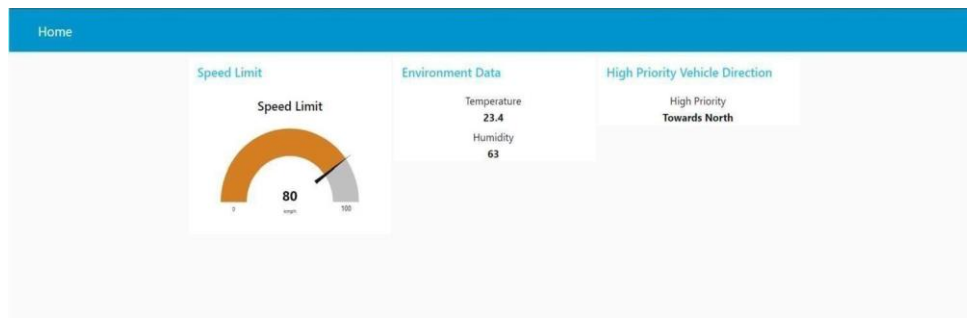 Home
Speed Limit
Speed Limit
80
0
100
Environment Data
Temperature
23.4
Humidity
63
High Priority Vehicle Direction
High Priority
Towards North